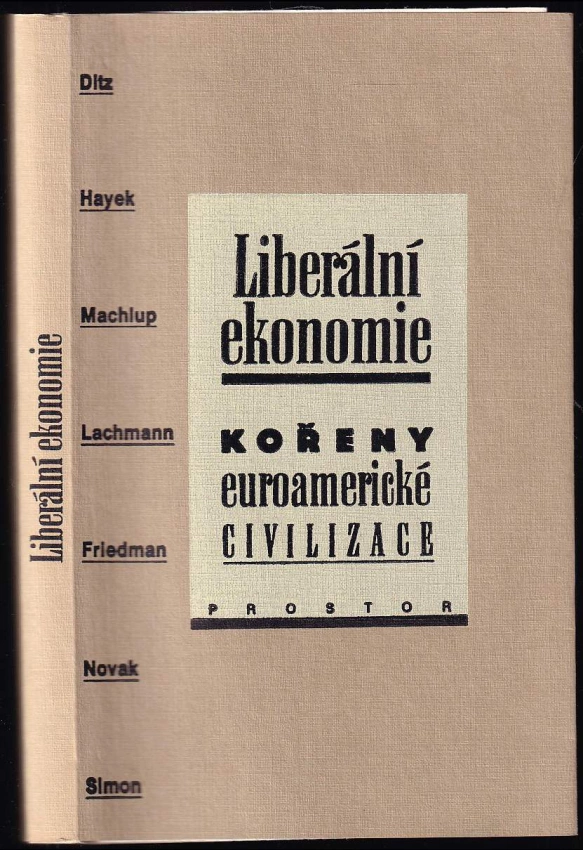 Liberální ekonomie
Ditz
Hayek
Machlup
Lachmann
Friedman
Novak
Simon
Liberální
ekonomie
KOŘENY
euroamerické
CIVILIZACE
PROSTOR